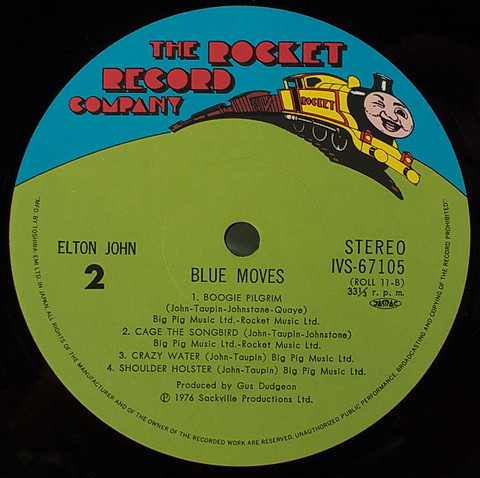 THE ROCKET
RECORD
COMPANY
ROCKET
ELTON JOHN
2
BLUE MOVES
STEREO
IVS-67105
(ROLL 11-B)
33⅓ r. p. m.
JASRAC
1. BOOGIE PILGRIM
(John-Taupin-Johnstone-Quaye)
Big Pig Music Ltd.-Rocket Music Ltd.
2. CAGE THE SONGBIRD (John-Taupin-Johnstone)
Big Pig Music Ltd.-Rocket Music Ltd.
3. CRAZY WATER (John-Taupin) Big Pig Music Ltd.
4. SHOULDER HOLSTER (John-Taupin) Big Pig Music Ltd.
Produced by Gus Dudgeon
Ⓟ 1976 Sackville Productions Ltd.
"MFD. BY TOSHIBA EMI LTD. IN JAPAN. ALL RIGHTS OF THE MANUFACTURER AND OF THE OWNER OF THE RECORDED WORK ARE RESERVED. UNAUTHORIZED PUBLIC PERFORMANCE, BROADCASTING AND COPYING OF THE RECORD PROHIBITED"